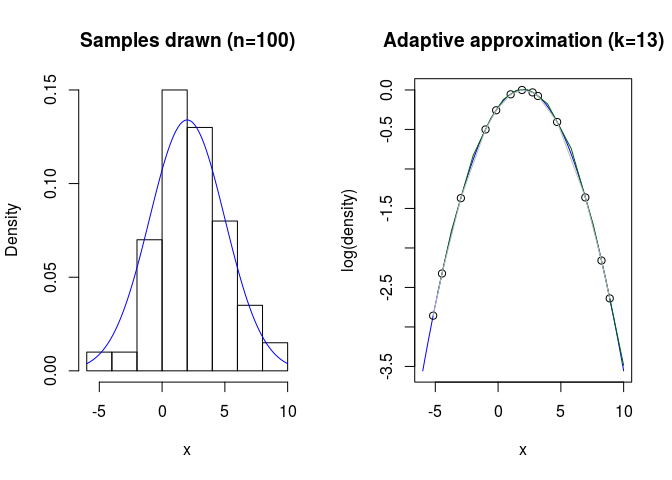 Samples drawn (n=100)
Density
0.00
0.05
0.10
0.15
-5
0
5
10
x
Adaptive approximation (k=13)
log(density)
-3.5
-2.5
-1.5
-0.5
0.0
-5
0
5
10
x